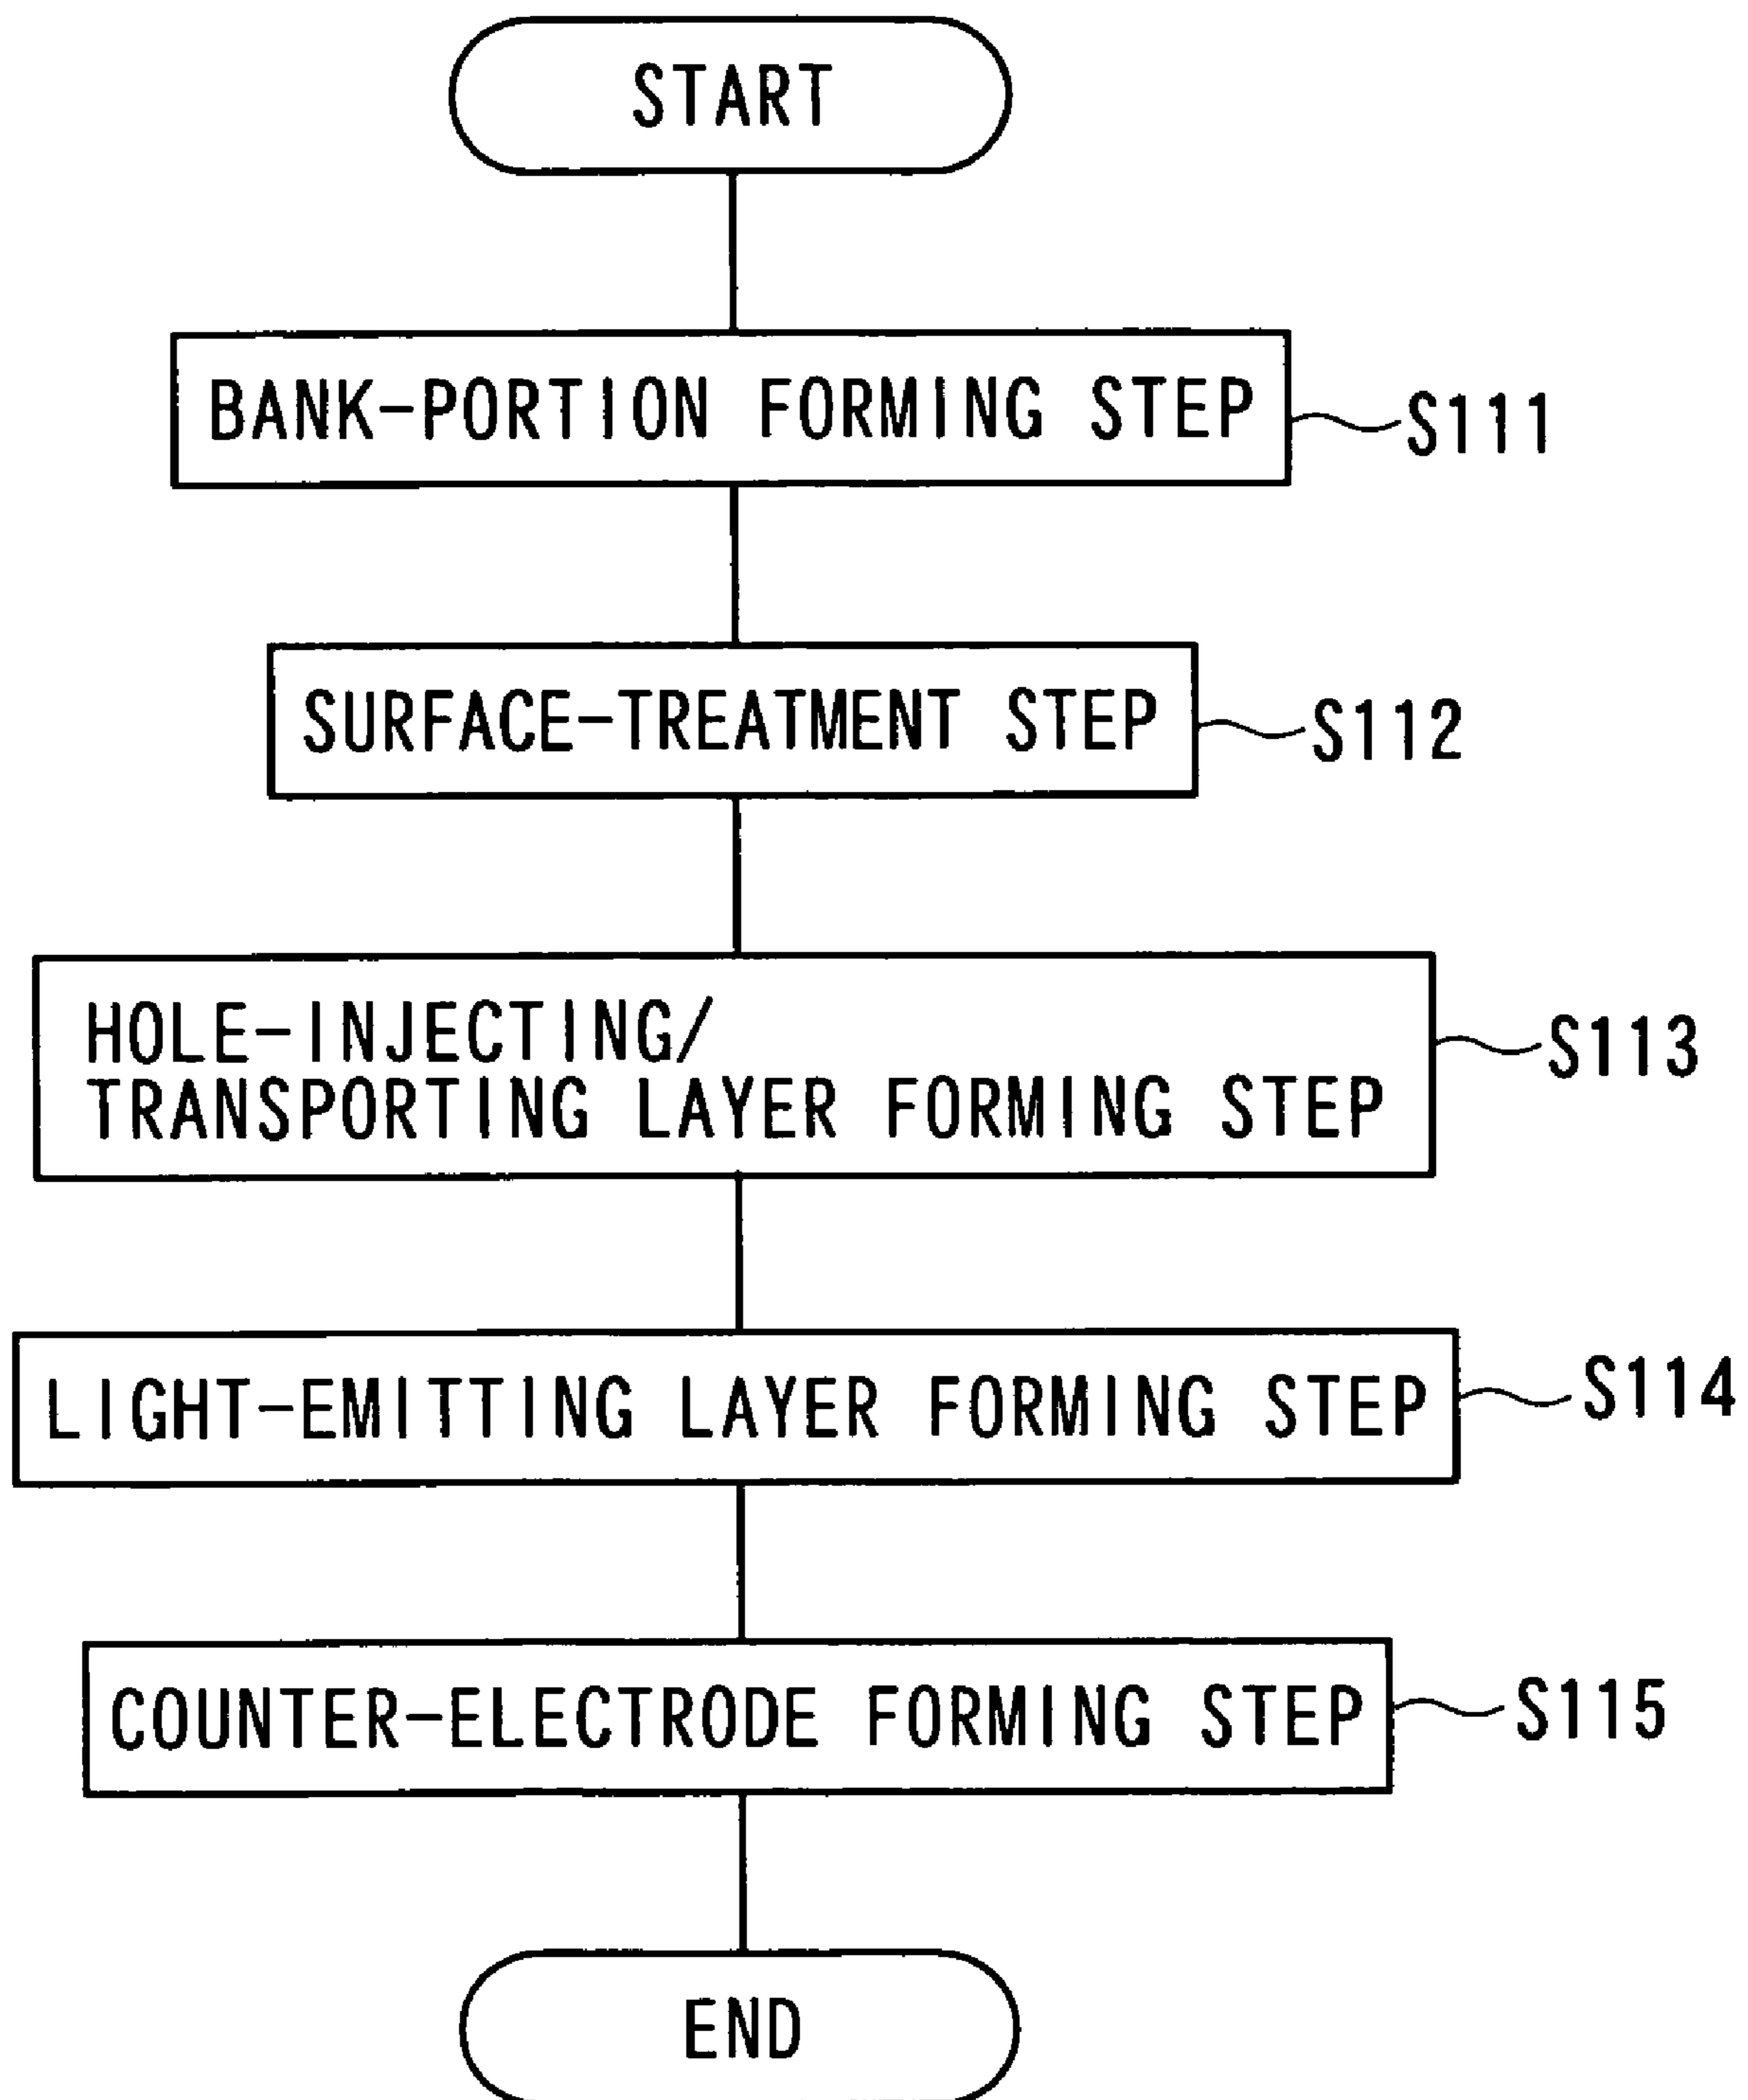 START
BANK-PORTION FORMING STEP
S111
SURFACE-TREATMENT STEP
S112
HOLE-INJECTING/
TRANSPORTING LAYER FORMING STEP
S113
LIGHT-EMITTING LAYER FORMING STEP
S114
COUNTER-ELECTRODE FORMING STEP
S115
END